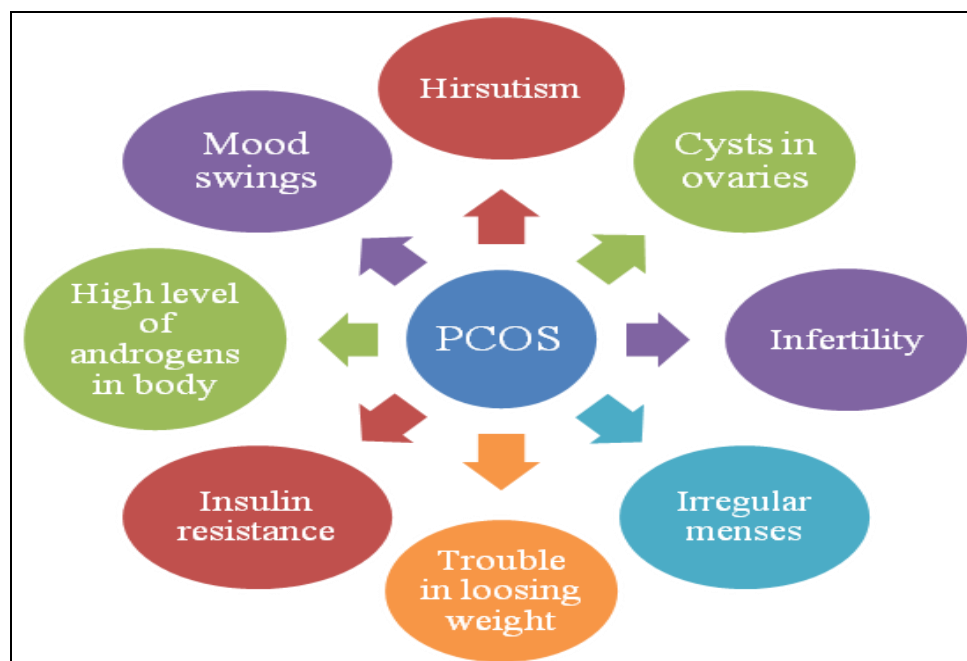 Hirsutism
Mood
swings
Cysts in
ovaries
High level
of
androgens
in body
PCOS
Infertility
Insulin
resistance
Irregular
menses
Trouble
in loosing
weight